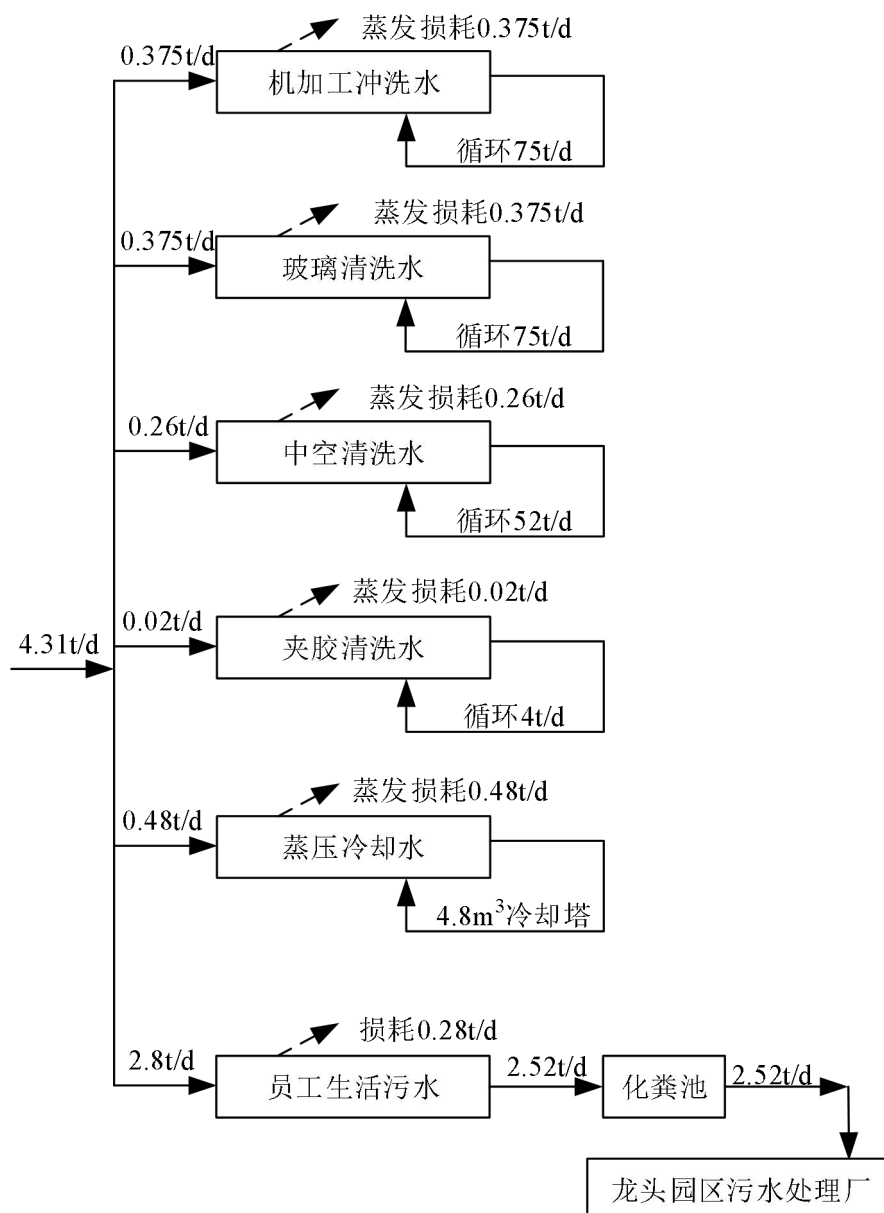 蒸发损耗0.375t/d
0.375t/d
机加工冲洗水
循环75t/d
蒸发损耗0.375t/d
0.375t/d
玻璃清洗水
循环75t/d
蒸发损耗0.26t/d
0.26t/d
中空清洗水
循环52t/d
蒸发损耗0.02t/d
0.02t/d
4.31t/d
夹胶清洗水
循环4t/d
蒸发损耗0.48t/d
0.48t/d
蒸压冷却水
4.8m³冷却塔
损耗0.28t/d
2.8t/d
员工生活污水
2.52t/d
化粪池
2.52t/d
龙头园区污水处理厂